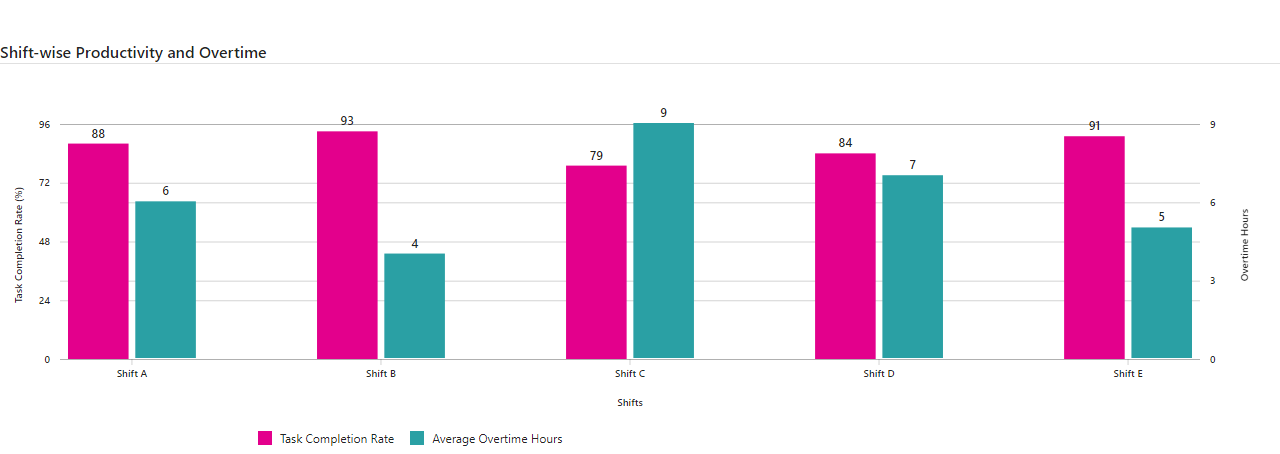 Shift-wise Productivity and Overtime
9
93
96 88 91 9
84
79
7
72 6
6
5
Task Completion Rate (%)
Overtime Hours
48 4
3
24
0 0
Shift A Shift B Shift C Shift D Shift E
Shifts
Task Completion Rate Average Overtime Hours